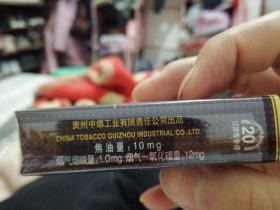 贵州中烟工业有限责任公司出品
CHINA TOBACCO GUIZHOU INDUSTRIAL CO.,LTD.
焦油量:10mg
烟气烟碱量:1.0mg 烟气一氧化碳量:12mg
20